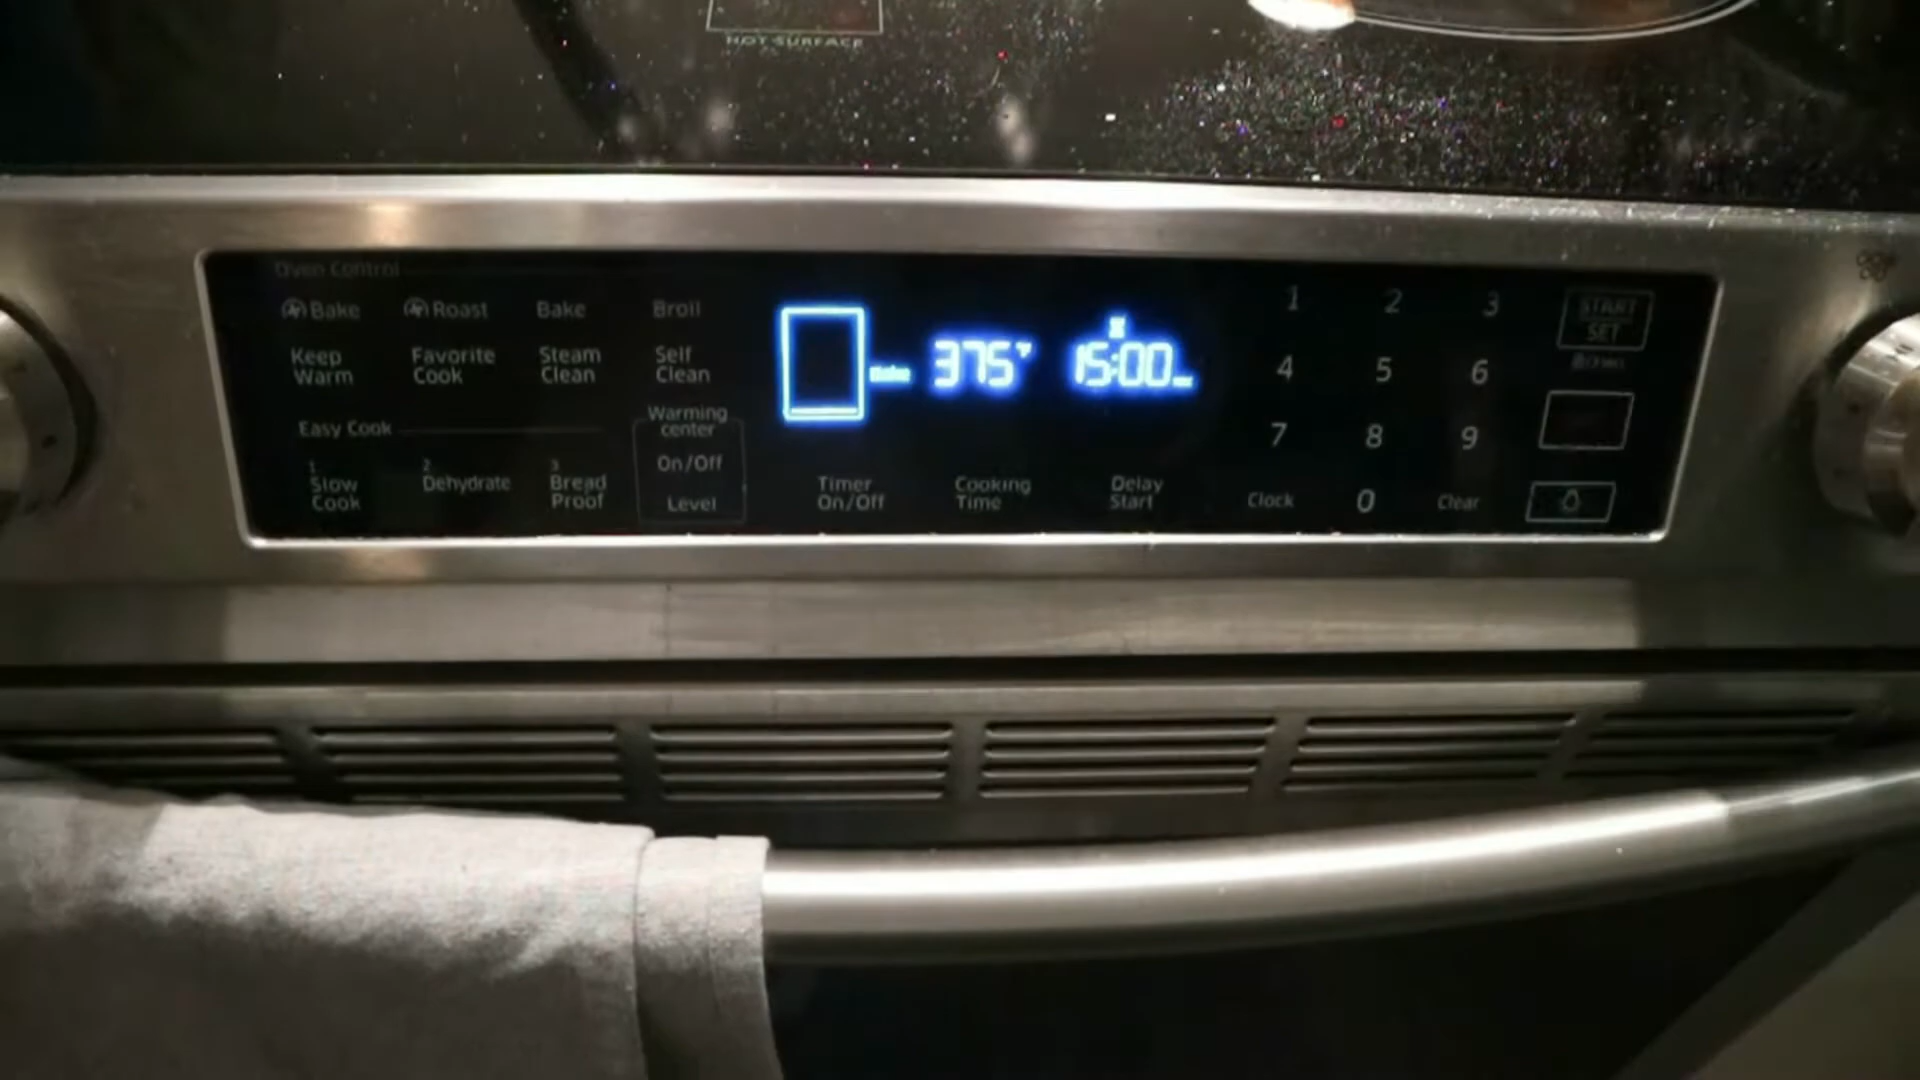 HOT SURFACE
Oven Control
Bake Roast Bake Broil
Keep Warm
Favorite Cook
Steam Clean
Self Clean
Easy Cook
Warming center
1 Slow Cook
2 Dehydrate
3 Bread Proof
On/Off
Level
Bake 375°F 15:00
Timer On/Off
Cooking Time
Delay Start
1 2 3
4 5 6
7 8 9
Clock 0 Clear
START
SET